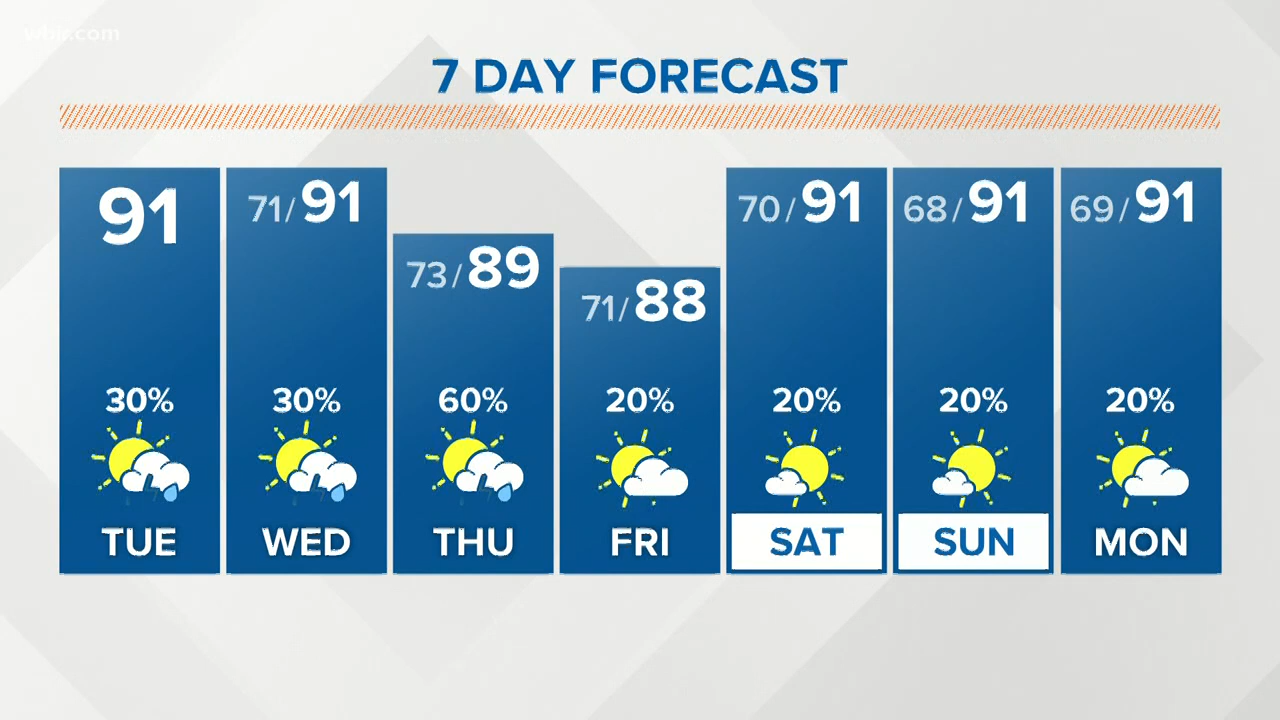 wbir.com
7 DAY FORECAST
91
30%
TUE
71/91
30%
WED
73/89
60%
THU
71/88
20%
FRI
70/91
20%
SAT
68/91
20%
SUN
69/91
20%
MON